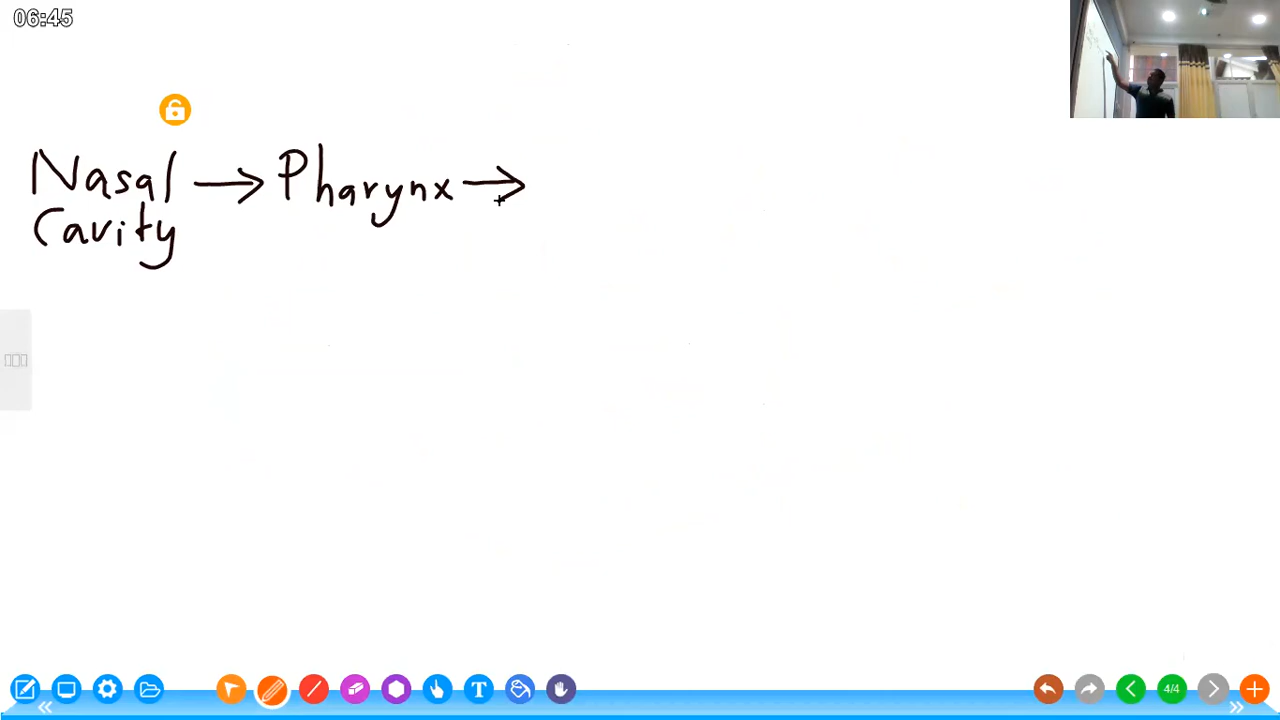 06:45
Nasal → Pharynx →
Cavity
T
4/4